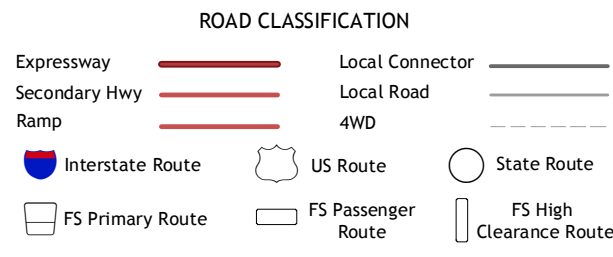 ROAD CLASSIFICATION
Expressway
Local Connector
Secondary Hwy
Local Road
Ramp
4WD
Interstate Route
US Route
State Route
FS Primary Route
FS Passenger
Route
FS High
Clearance Route